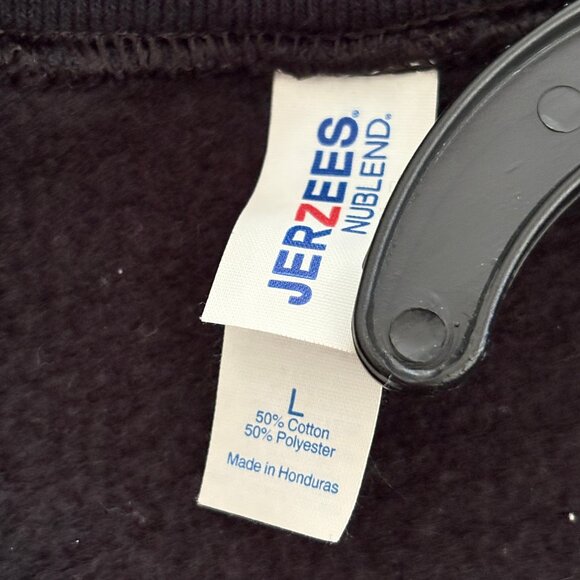 JERZEES®
NUBLEND®
L
50% Cotton
50% Polyester
Made in Honduras